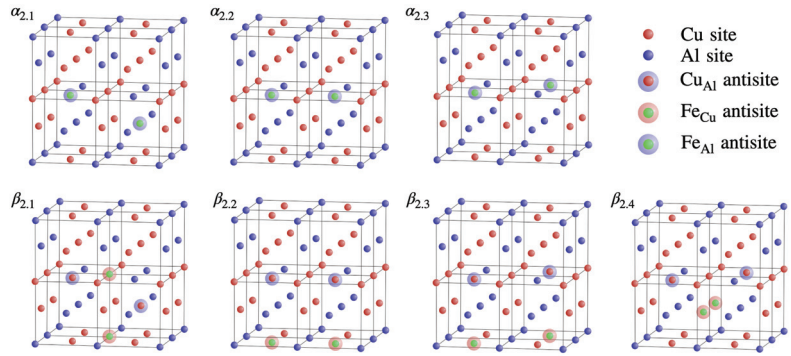 α2.1
α2.2
α2.3
Cu site
Al site
CuAl antisite
FeCu antisite
FeAl antisite
β2.1
β2.2
β2.3
β2.4